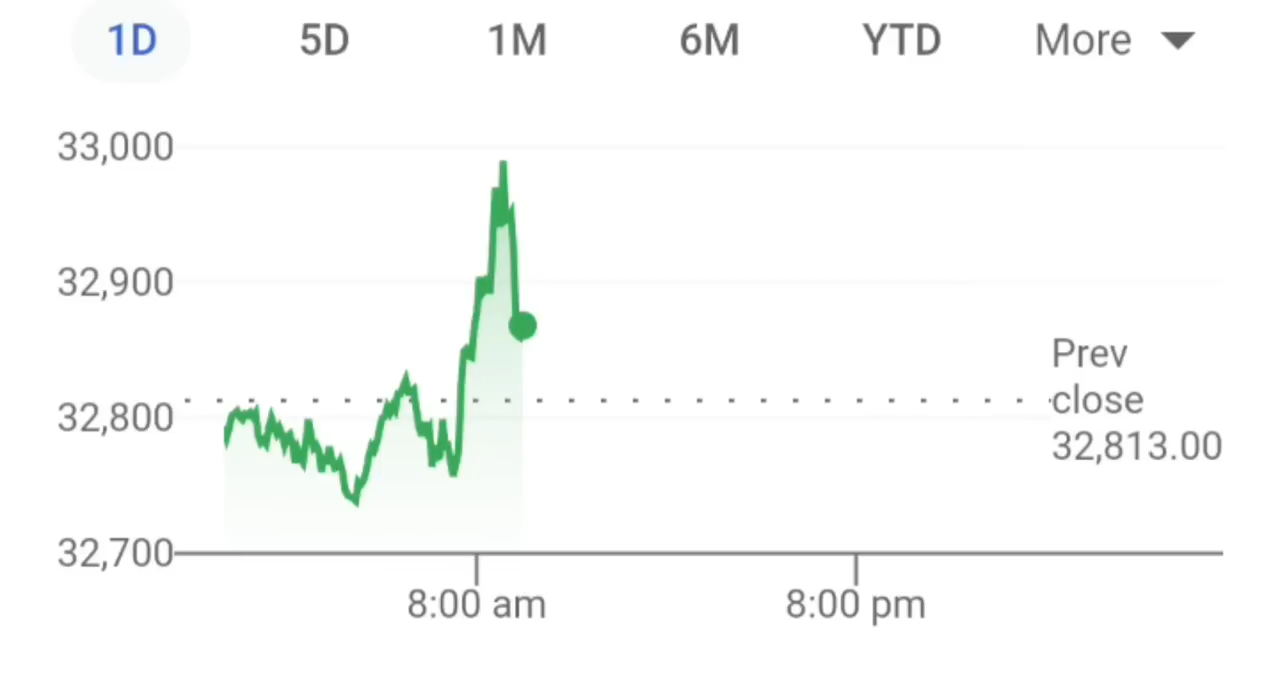 1D 5D 1M 6M YTD More
33,000
32,900
Prev
close
32,800
32,813.00
32,700
8:00 am 8:00 pm